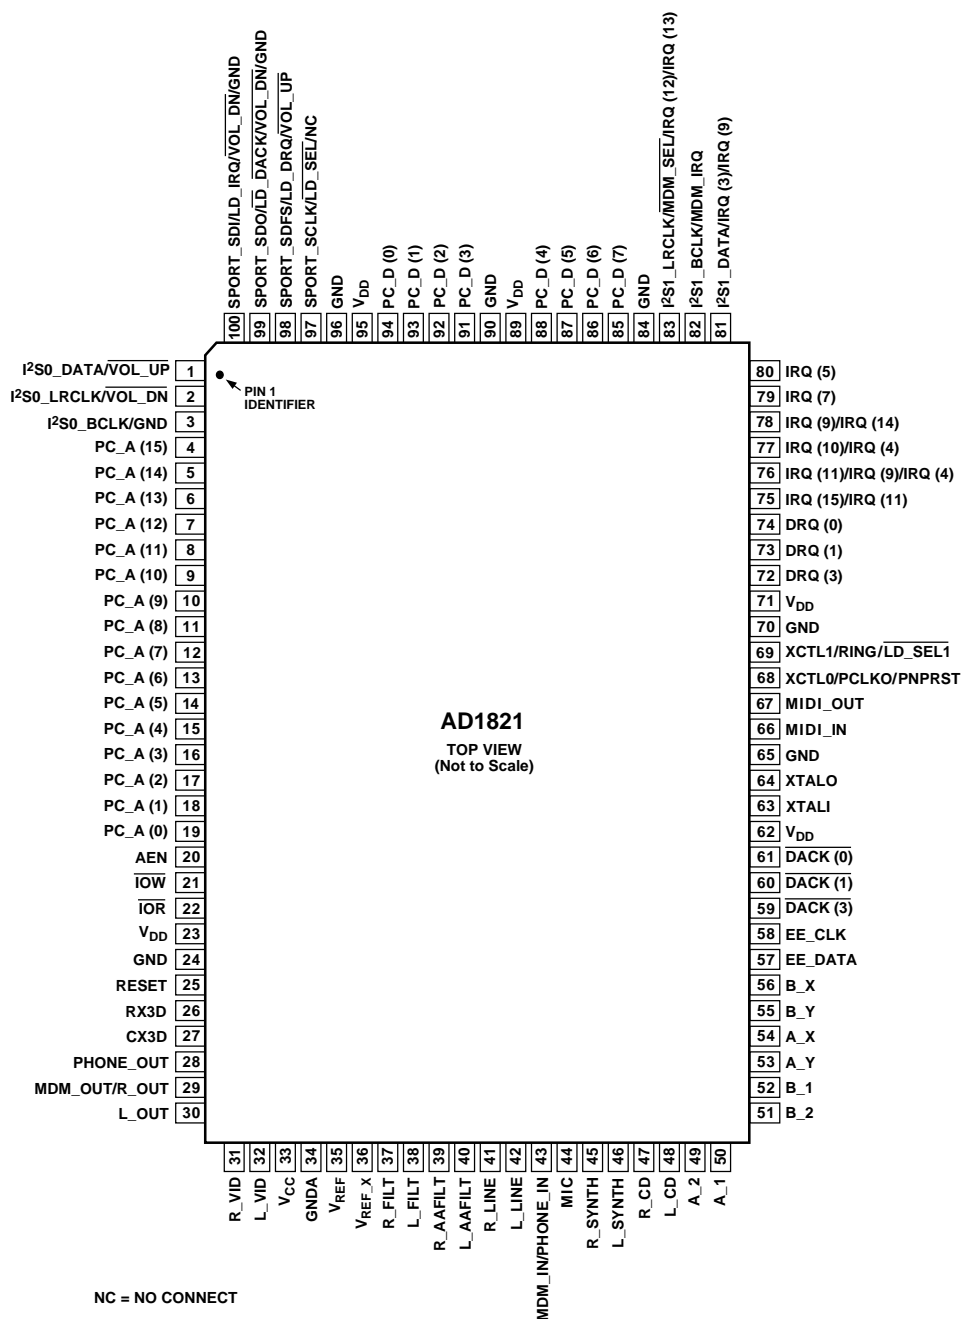 SPORT_SDI/LD_IRQ/VOL_DN/GND
SPORT_SDO/LD_DACK/VOL_DN/GND
SPORT_SDFS/LD_DRQ/VOL_UP
SPORT_SCLK/LD_SEL/NC
GND
VDD
PC_D (0)
PC_D (1)
PC_D (2)
PC_D (3)
GND
VDD
PC_D (4)
PC_D (5)
PC_D (6)
PC_D (7)
GND
I2S1_LRCLK/MDM_SEL/IRQ (12)/IRQ (13)
I2S1_BCLK/MDM_IRQ
I2S1_DATA/IRQ (3)/IRQ (9)
100 99 98 97 96 95 94 93 92 91 90 89 88 87 86 85 84 83 82 81
I2S0_DATA/VOL_UP 1
I2S0_LRCLK/VOL_DN 2
I2S0_BCLK/GND 3
PC_A (15) 4
PC_A (14) 5
PC_A (13) 6
PC_A (12) 7
PC_A (11) 8
PC_A (10) 9
PC_A (9) 10
PC_A (8) 11
PC_A (7) 12
PC_A (6) 13
PC_A (5) 14
PC_A (4) 15
PC_A (3) 16
PC_A (2) 17
PC_A (1) 18
PC_A (0) 19
AEN 20
IOW 21
IOR 22
VDD 23
GND 24
RESET 25
RX3D 26
CX3D 27
PHONE_OUT 28
MDM_OUT/R_OUT 29
L_OUT 30
PIN 1
IDENTIFIER
AD1821
TOP VIEW
(Not to Scale)
80 IRQ (5)
79 IRQ (7)
78 IRQ (9)/IRQ (14)
77 IRQ (10)/IRQ (4)
76 IRQ (11)/IRQ (9)/IRQ (4)
75 IRQ (15)/IRQ (11)
74 DRQ (0)
73 DRQ (1)
72 DRQ (3)
71 VDD
70 GND
69 XCTL1/RING/LD_SEL1
68 XCTL0/PCLKO/PNPRST
67 MIDI_OUT
66 MIDI_IN
65 GND
64 XTALO
63 XTALI
62 VDD
61 DACK (0)
60 DACK (1)
59 DACK (3)
58 EE_CLK
57 EE_DATA
56 B_X
55 B_Y
54 A_X
53 A_Y
52 B_1
51 B_2
31 32 33 34 35 36 37 38 39 40 41 42 43 44 45 46 47 48 49 50
R_VID
L_VID
VCC
GNDA
VREF
VREF_X
R_FILT
L_FILT
R_AAFILT
L_AAFILT
R_LINE
L_LINE
MDM_IN/PHONE_IN
MIC
R_SYNTH
L_SYNTH
R_CD
L_CD
A_2
A_1
NC = NO CONNECT